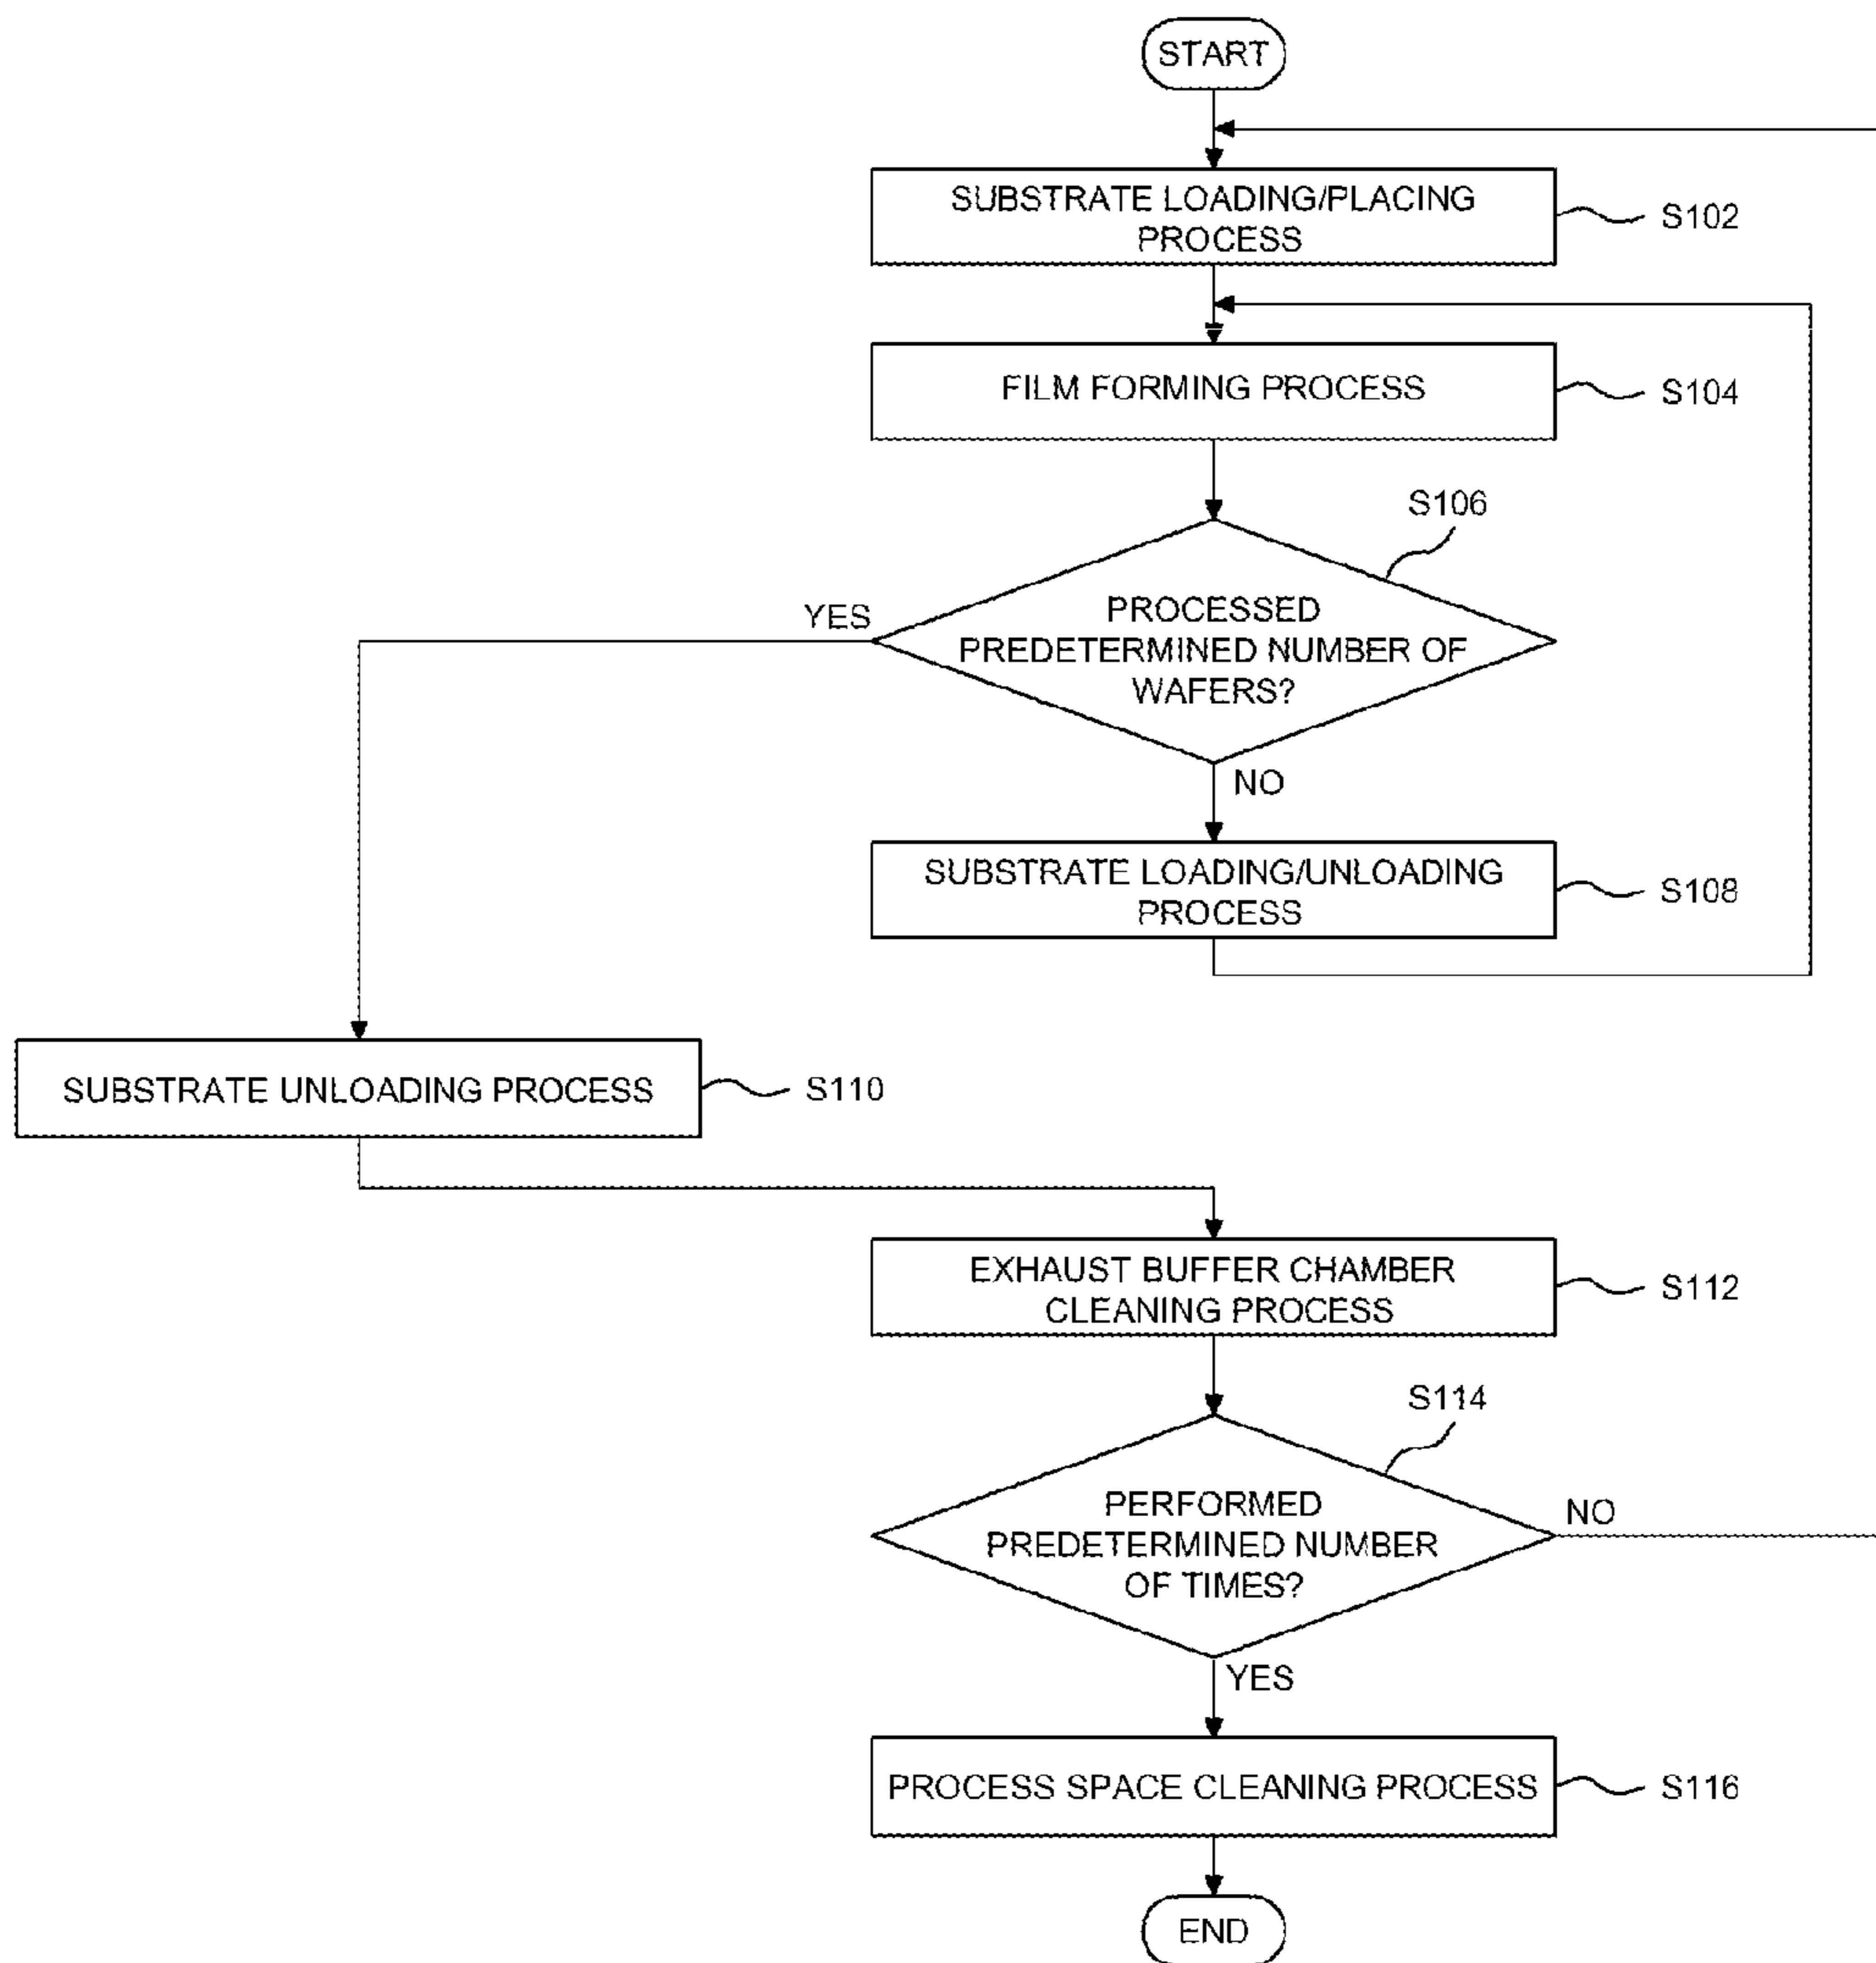 START
SUBSTRATE LOADING/PLACING
PROCESS
S102
FILM FORMING PROCESS
S104
S106
YES
PROCESSED
PREDETERMINED NUMBER OF
WAFERS?
NO
SUBSTRATE LOADING/UNLOADING
PROCESS
S108
SUBSTRATE UNLOADING PROCESS
S110
EXHAUST BUFFER CHAMBER
CLEANING PROCESS
S112
S114
PERFORMED
PREDETERMINED NUMBER
OF TIMES?
NO
YES
PROCESS SPACE CLEANING PROCESS
S116
END